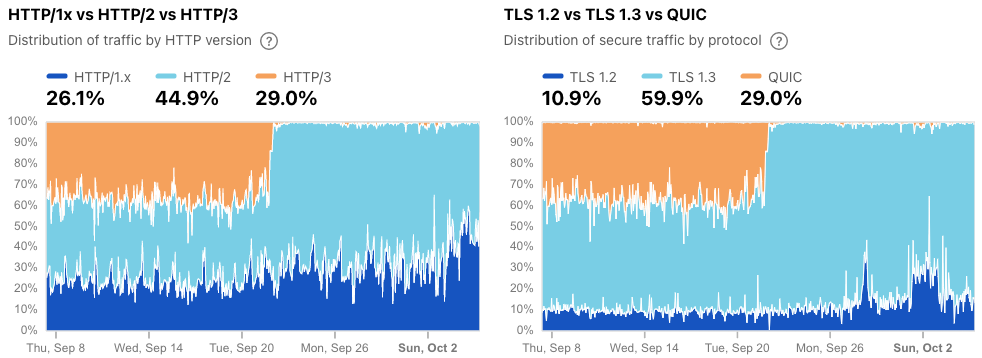 HTTP/1x vs HTTP/2 vs HTTP/3
Distribution of traffic by HTTP version ?
HTTP/1.x HTTP/2 HTTP/3
26.1% 44.9% 29.0%
100%
90%
80%
70%
60%
50%
40%
30%
20%
10%
0%
Thu, Sep 8 Wed, Sep 14 Tue, Sep 20 Mon, Sep 26 Sun, Oct 2
TLS 1.2 vs TLS 1.3 vs QUIC
Distribution of secure traffic by protocol ?
TLS 1.2 TLS 1.3 QUIC
10.9% 59.9% 29.0%
100%
90%
80%
70%
60%
50%
40%
30%
20%
10%
0%
Thu, Sep 8 Wed, Sep 14 Tue, Sep 20 Mon, Sep 26 Sun, Oct 2